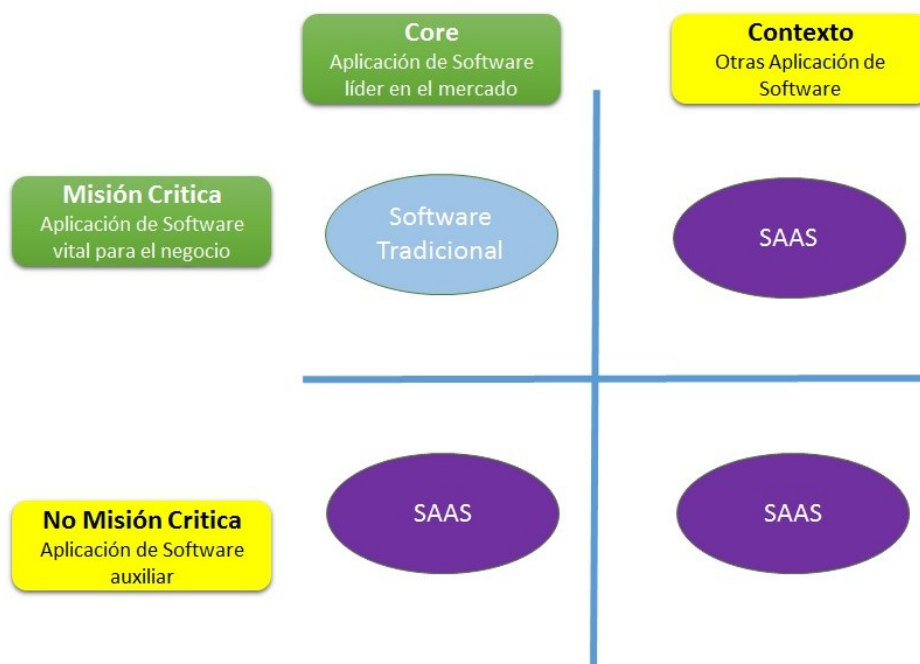 Core
Aplicación de Software
líder en el mercado
Contexto
Otras Aplicación de
Software
Misión Critica
Aplicación de Software
vital para el negocio
Software
Tradicional
SAAS
No Misión Critica
Aplicación de Software
auxiliar
SAAS
SAAS